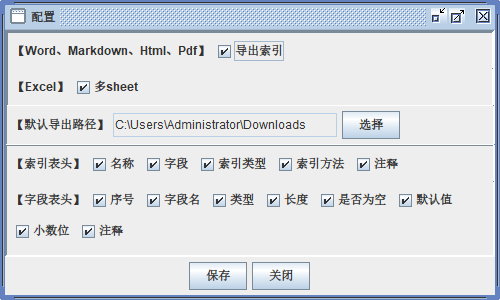 配置
【Word、Markdown、Html、Pdf】 导出索引
【Excel】 多sheet
【默认导出路径】 C:\Users\Administrator\Downloads 选择
【索引表头】 名称 字段 索引类型 索引方法 注释
【字段表头】 序号 字段名 类型 长度 是否为空 默认值
小数位 注释
保存 关闭